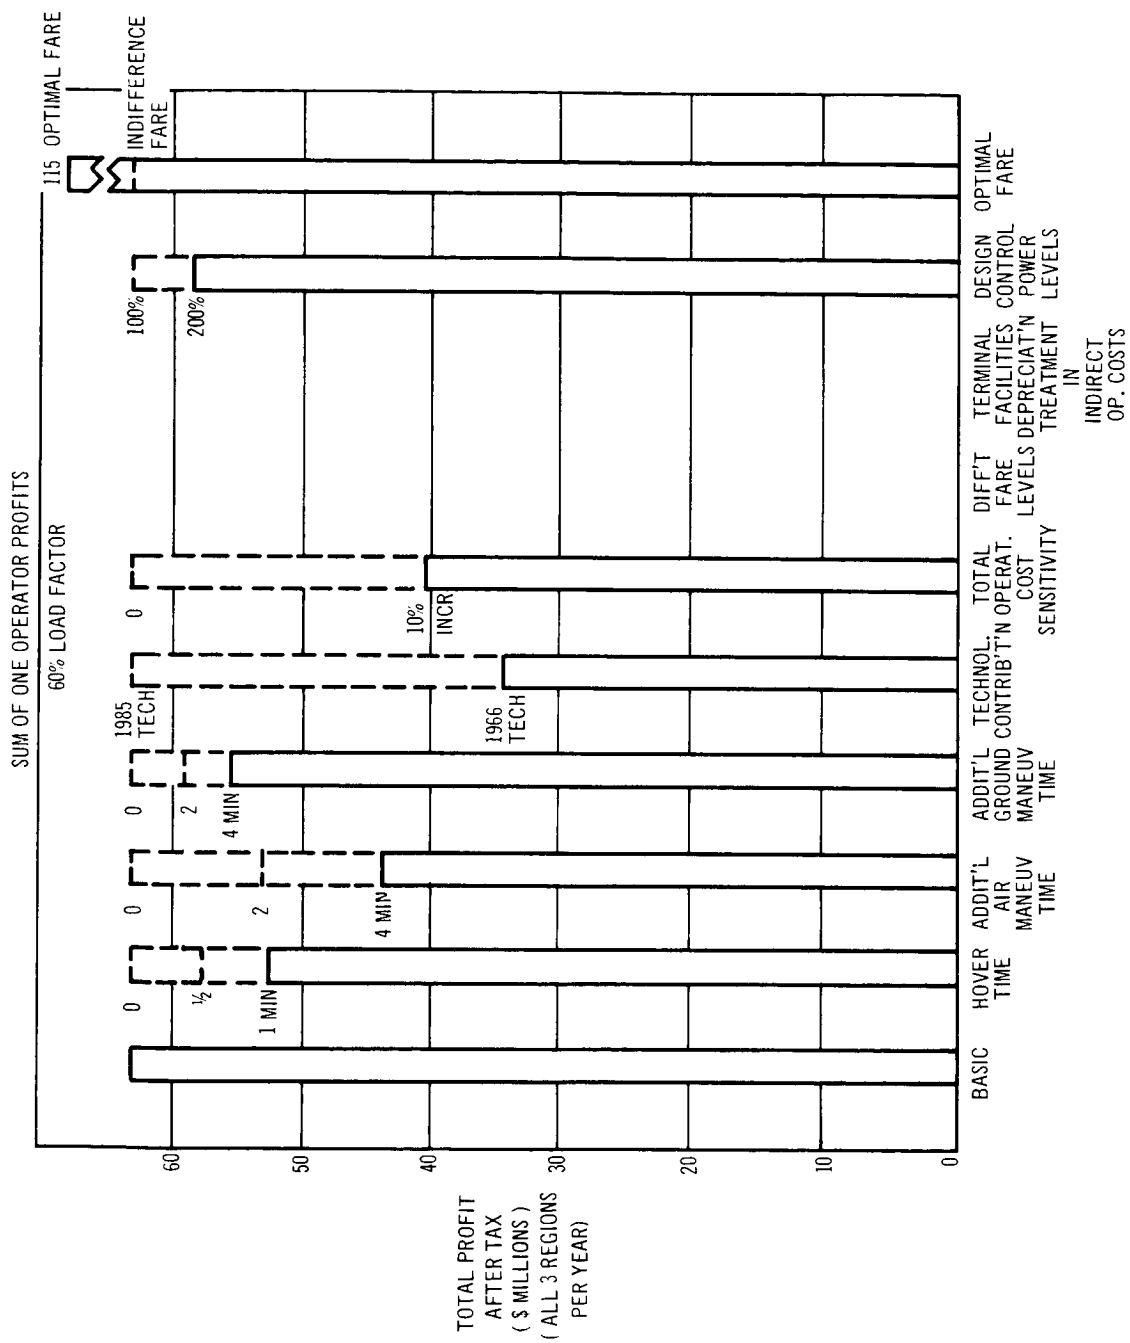 SUM OF ONE OPERATOR PROFITS
60% LOAD FACTOR
115 OPTIMAL FARE
INDIFFERENCE
FARE
TOTAL PROFIT
AFTER TAX
( $ MILLIONS )
( ALL 3 REGIONS
PER YEAR)
60
50
40
30
20
10
0
0
½
1 MIN
0
2
4 MIN
0
2
4 MIN
1985
TECH
1966
TECH
0
10%
INCR
100%
200%
BASIC
HOVER
TIME
ADDIT'L
AIR
MANEUV
TIME
ADDIT'L
GROUND
MANEUV
TIME
TECHNOL.
CONTRIB'T'N
TOTAL
OPERAT.
COST
SENSITIVITY
DIFF'T
FARE
LEVELS
TERMINAL
FACILITIES
DEPRECIAT'N
TREATMENT
IN
INDIRECT
OP. COSTS
DESIGN
CONTROL
POWER
LEVELS
OPTIMAL
FARE